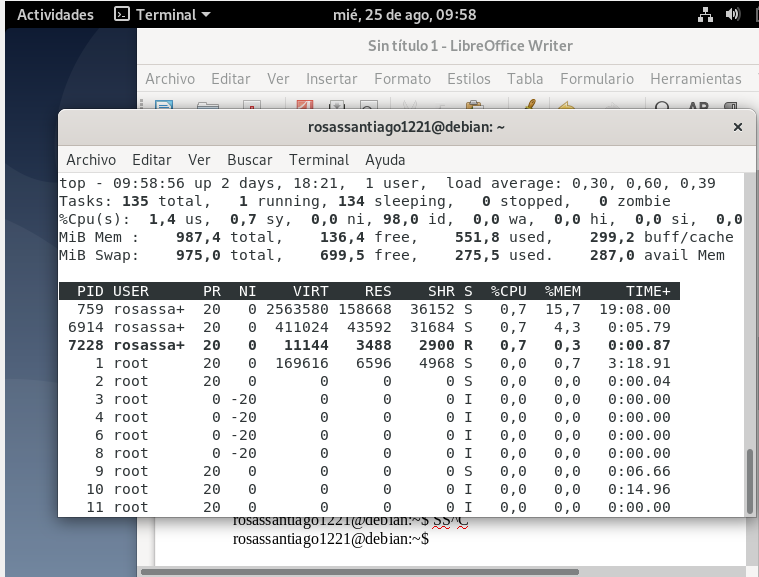 Actividades Terminal mié, 25 de ago, 09:58
Sin título 1 - LibreOffice Writer
Archivo Editar Ver Insertar Formato Estilos Tabla Formulario Herramientas
rosassantiago1221@debian: ~ ×
Archivo Editar Ver Buscar Terminal Ayuda
top - 09:58:56 up 2 days, 18:21,  1 user,  load average: 0,30, 0,60, 0,39
Tasks: 135 total,   1 running, 134 sleeping,   0 stopped,   0 zombie
%Cpu(s):  1,4 us,  0,7 sy,  0,0 ni, 98,0 id,  0,0 wa,  0,0 hi,  0,0 si,  0,0
MiB Mem :    987,4 total,    136,4 free,    551,8 used,    299,2 buff/cache
MiB Swap:    975,0 total,    699,5 free,    275,5 used.    287,0 avail Mem
PID USER PR NI VIRT RES SHR S %CPU %MEM TIME+
759 rosassa+ 20 0 2563580 158668 36152 S 0,7 15,7 19:08.00
6914 rosassa+ 20 0 411024 43592 31684 S 0,7 4,3 0:05.79
7228 rosassa+ 20 0 11144 3488 2900 R 0,7 0,3 0:00.87
1 root 20 0 169616 6596 4968 S 0,0 0,7 3:18.91
2 root 20 0 0 0 0 S 0,0 0,0 0:00.04
3 root 0 -20 0 0 0 I 0,0 0,0 0:00.00
4 root 0 -20 0 0 0 I 0,0 0,0 0:00.00
6 root 0 -20 0 0 0 I 0,0 0,0 0:00.00
8 root 0 -20 0 0 0 I 0,0 0,0 0:00.00
9 root 20 0 0 0 0 S 0,0 0,0 0:06.66
10 root 20 0 0 0 0 I 0,0 0,0 0:14.96
11 root 20 0 0 0 0 I 0,0 0,0 0:00.00
rosassantiago1221@debian:~$ SS^C
rosassantiago1221@debian:~$